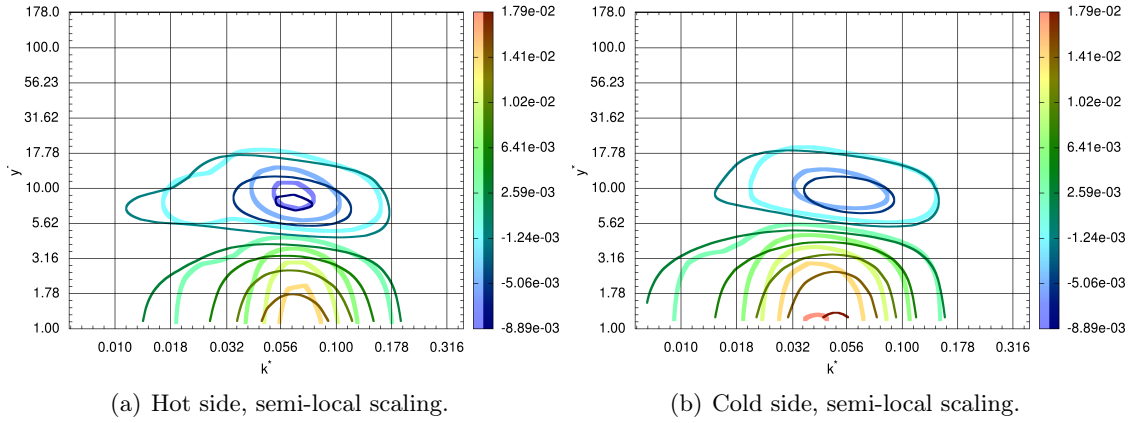 178.0
100.0
56.23
31.62
17.78
10.00
5.62
3.16
1.78
1.00
y*
0.010 0.018 0.032 0.056 0.100 0.178 0.316
k*
1.79e-02
1.41e-02
1.02e-02
6.41e-03
2.59e-03
-1.24e-03
-5.06e-03
-8.89e-03
(a) Hot side, semi-local scaling.
178.0
100.0
56.23
31.62
17.78
10.00
5.62
3.16
1.78
1.00
y*
0.010 0.018 0.032 0.056 0.100 0.178 0.316
k*
1.79e-02
1.41e-02
1.02e-02
6.41e-03
2.59e-03
-1.24e-03
-5.06e-03
-8.89e-03
(b) Cold side, semi-local scaling.